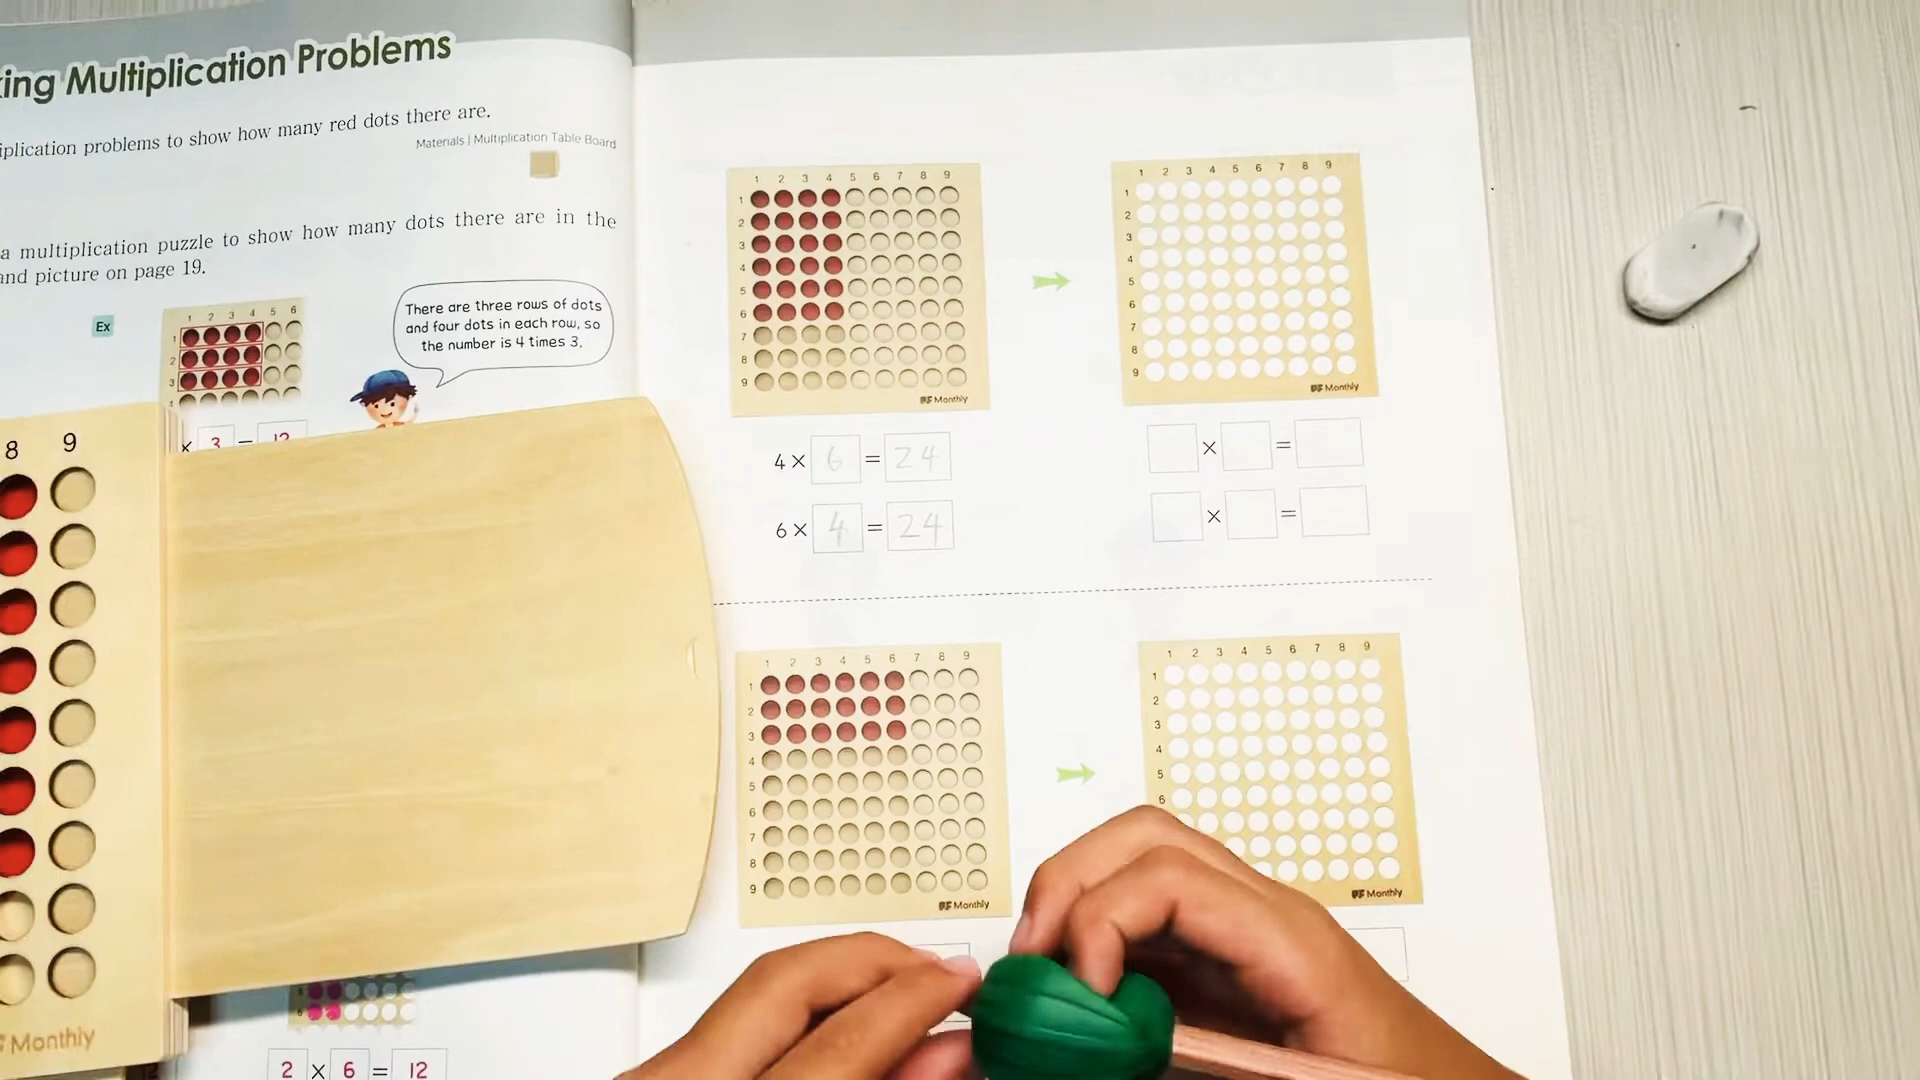 ing Multiplication Problems
plication problems to show how many red dots there are.
Materials | Multiplication Table Board
a multiplication puzzle to show how many dots there are in the
and picture on page 19.
Ex
1 2 3 4 5 6
1
2
3
There are three rows of dots
and four dots in each row, so
the number is 4 times 3.
× 3 = 12
8 9
Monthly
2 × 6 = 12
1 2 3 4 5 6 7 8 9
1
2
3
4
5
6
7
8
9
Monthly
4 × 6 = 24
6 × 4 = 24
1 2 3 4 5 6 7 8 9
1
2
3
4
5
6
7
8
9
Monthly
× =
× =
1 2 3 4 5 6 7 8 9
1
2
3
4
5
6
7
8
9
Monthly
1 2 3 4 5 6 7 8 9
1
2
3
4
5
6
Monthly